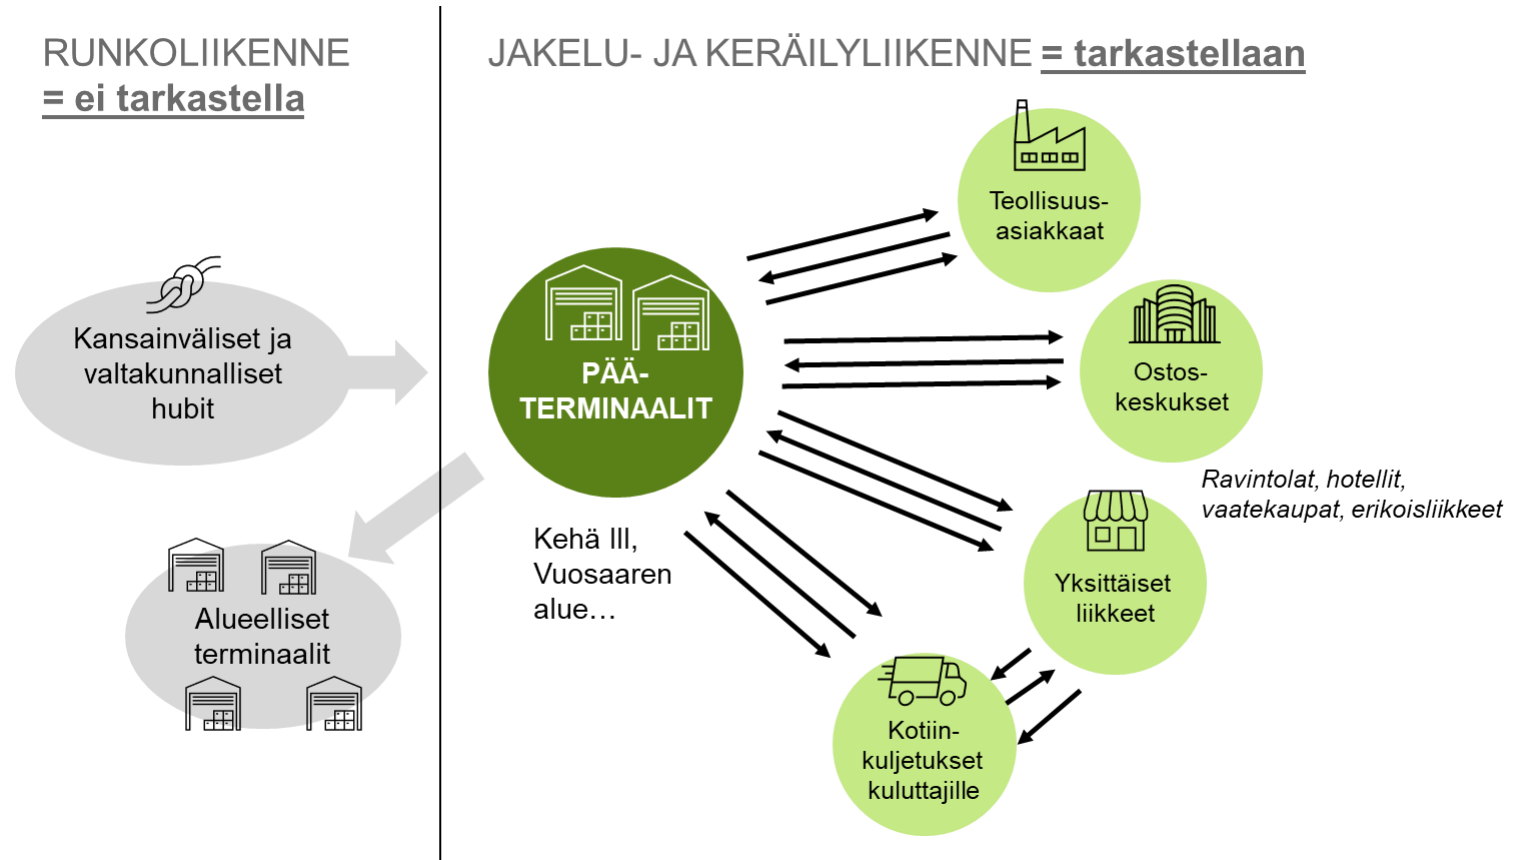 RUNKOLIIKENNE
= ei tarkastella
JAKELU- JA KERÄILYLIIKENNE = tarkastellaan
Kansainväliset ja
valtakunnalliset
hubit
Alueelliset
terminaalit
PÄÄ-
TERMINAALIT
Kehä III,
Vuosaaren
alue…
Teollisuus-
asiakkaat
Ostos-
keskukset
Ravintolat, hotellit,
vaatekaupat, erikoisliikkeet
Yksittäiset
liikkeet
Kotiin-
kuljetukset
kuluttajille